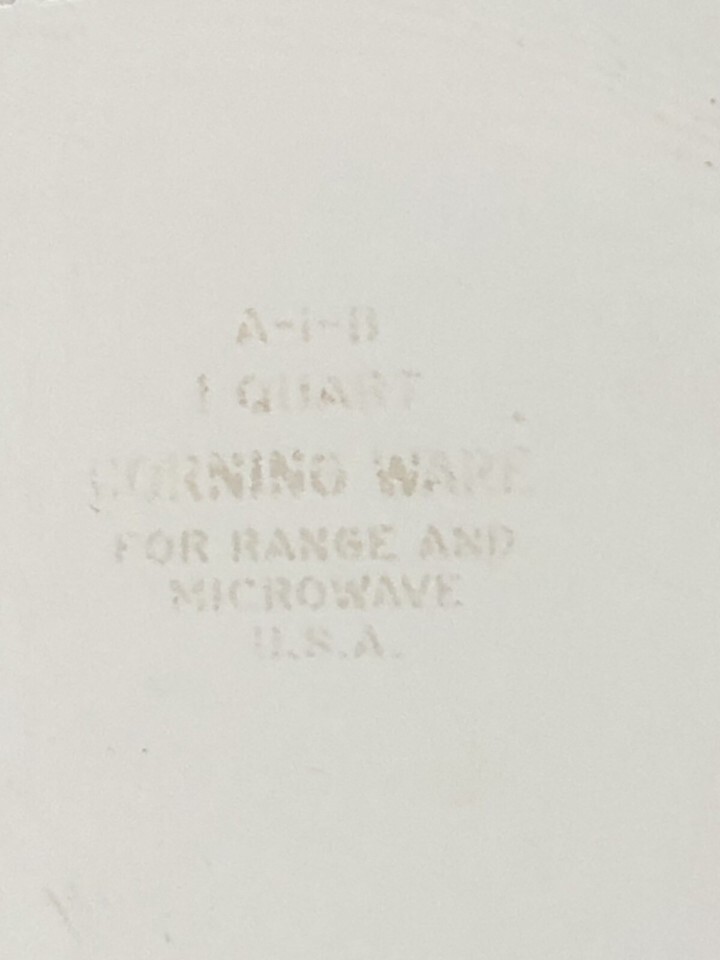 A-1-B
1 QUART
CORNING WARE
FOR RANGE AND
MICROWAVE
U.S.A.